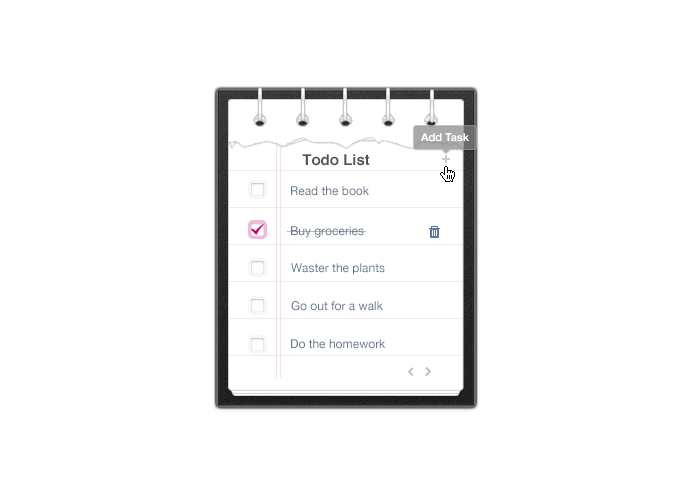 Add Task
Todo List
+
Read the book
Buy groceries
Waster the plants
Go out for a walk
Do the homework
< >